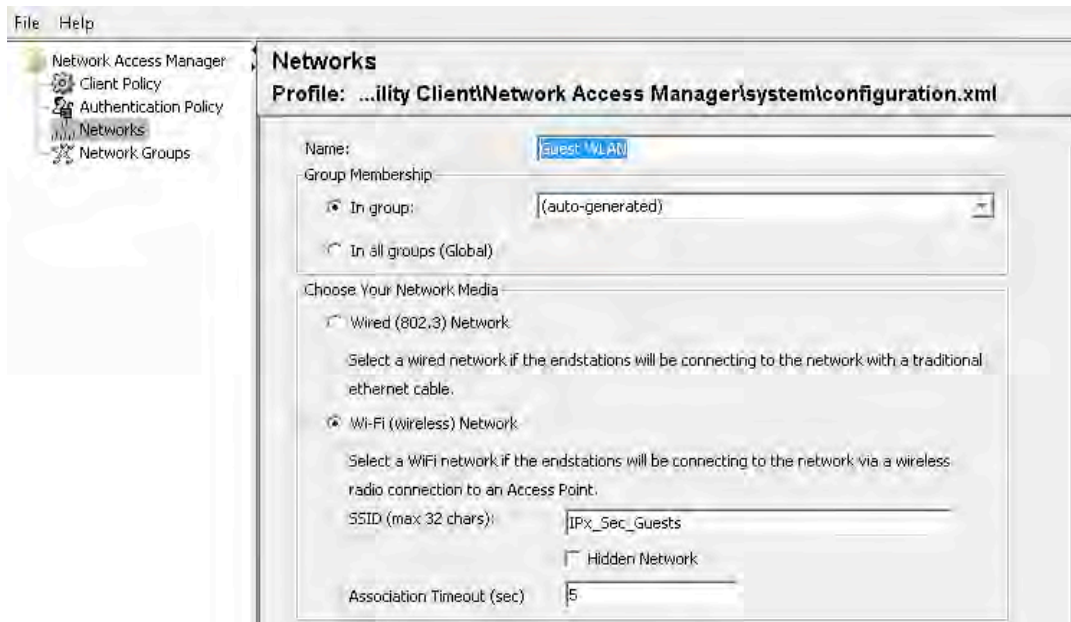 File Help
Network Access Manager
Client Policy
Authentication Policy
Networks
Network Groups
Networks
Profile: ...ility Client\Network Access Manager\system\configuration.xml
Name: Guest WLAN
Group Membership
In group: (auto-generated)
In all groups (Global)
Choose Your Network Media
Wired (802.3) Network
Select a wired network if the endstations will be connecting to the network with a traditional
ethernet cable.
Wi-Fi (wireless) Network
Select a WiFi network if the endstations will be connecting to the network via a wireless
radio connection to an Access Point.
SSID (max 32 chars): IPx_Sec_Guests
Hidden Network
Association Timeout (sec) 5